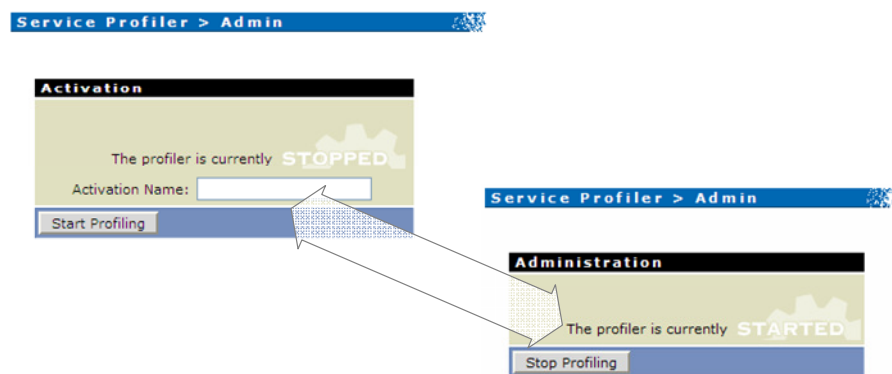 Service Profiler > Admin
Activation
The profiler is currently STOPPED
Activation Name:
Start Profiling
Service Profiler > Admin
Administration
The profiler is currently STARTED
Stop Profiling